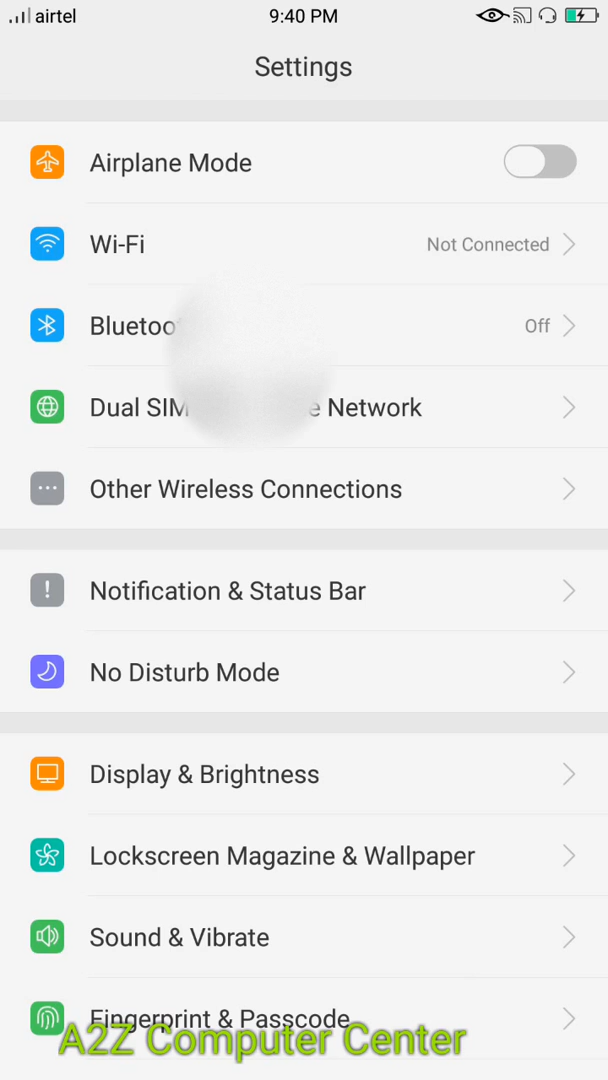 airtel 9:40 PM
Settings
Airplane Mode
Wi-Fi Not Connected
Off
Dual SIM Network
Other Wireless Connections
Notification & Status Bar
No Disturb Mode
Display & Brightness
Lockscreen Magazine & Wallpaper
Sound & Vibrate
Fingerprint & Passcode
A2Z Computer Center